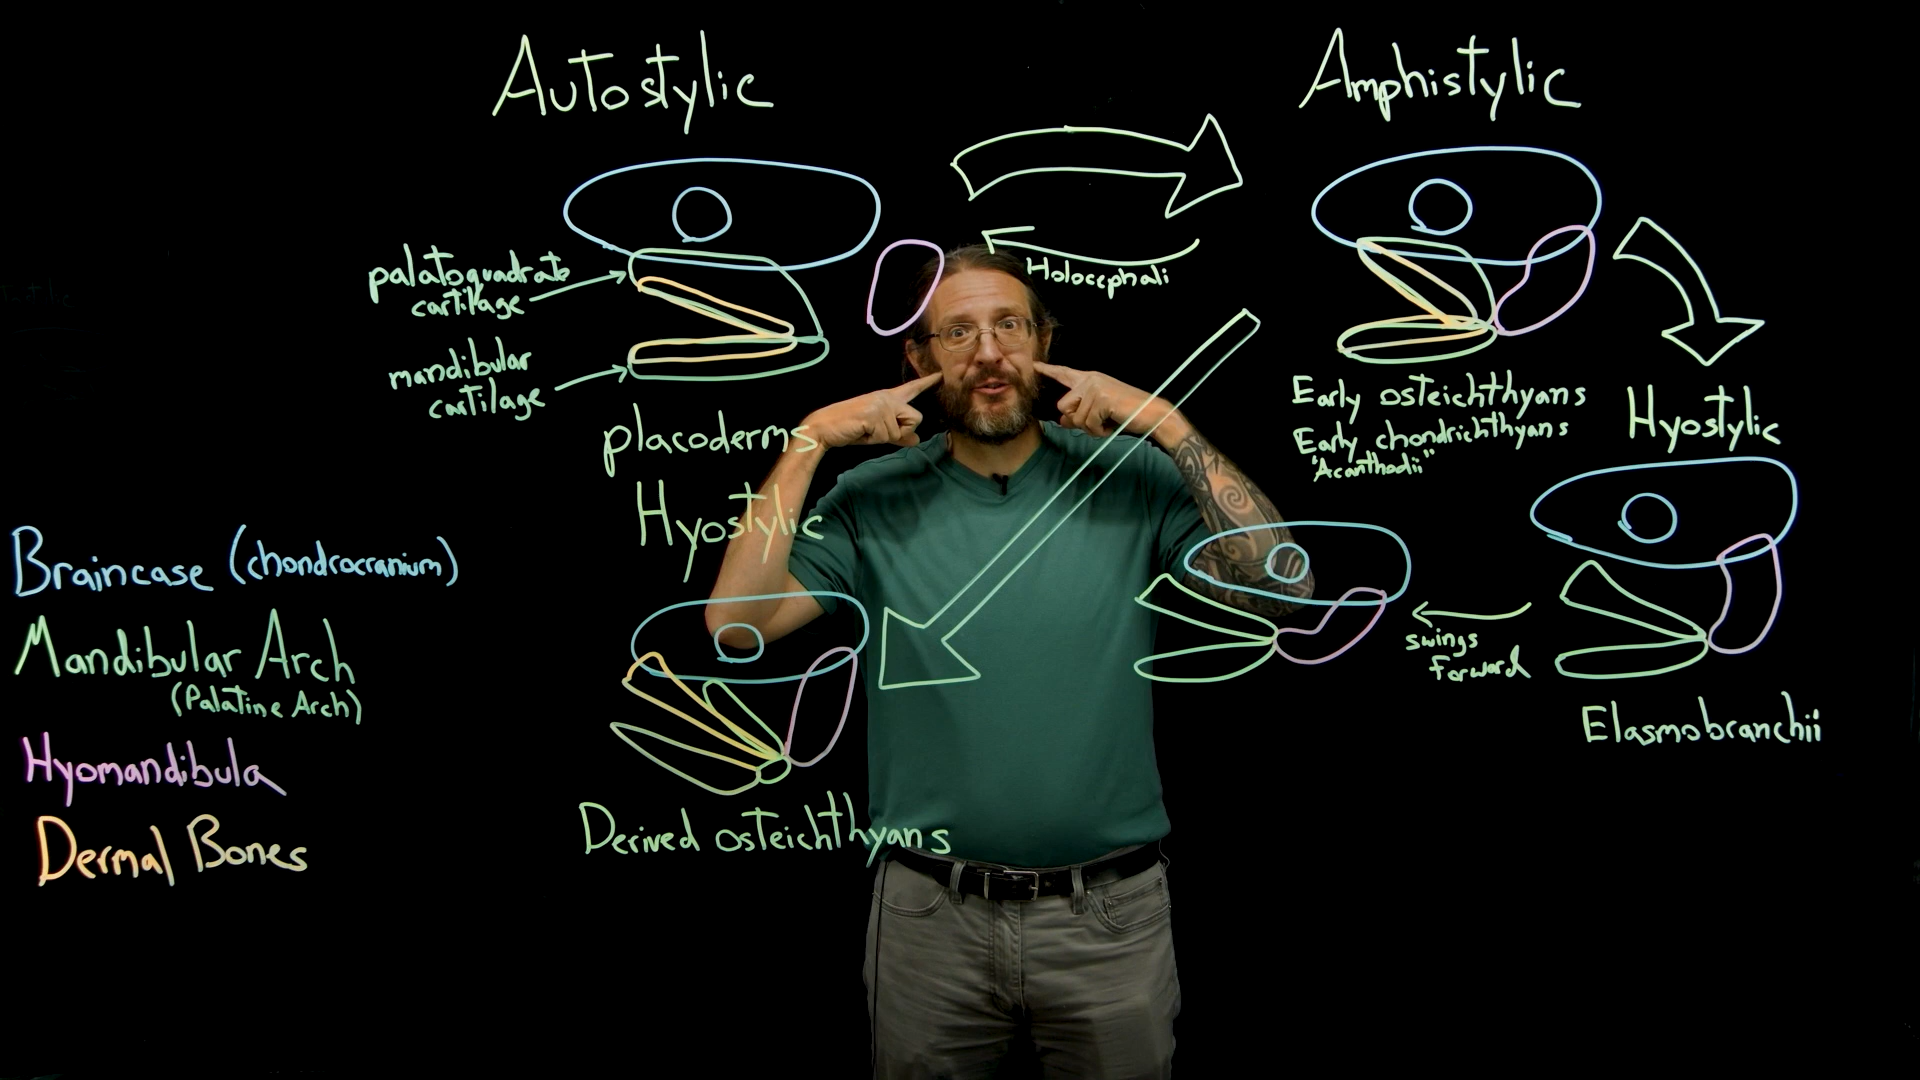 Autostylic
Amphistylic
palatoquadrate
cartilage
Holocephali
mandibular
cartilage
placoderms
Early osteichthyans
Early chondrichthyans
"Acanthodii"
Hyostylic
Hyostylic
Braincase (chondrocranium)
Mandibular Arch
(Palatine Arch)
swings
forward
Elasmobranchii
Hyomandibula
Derived osteichthyans
Dermal Bones